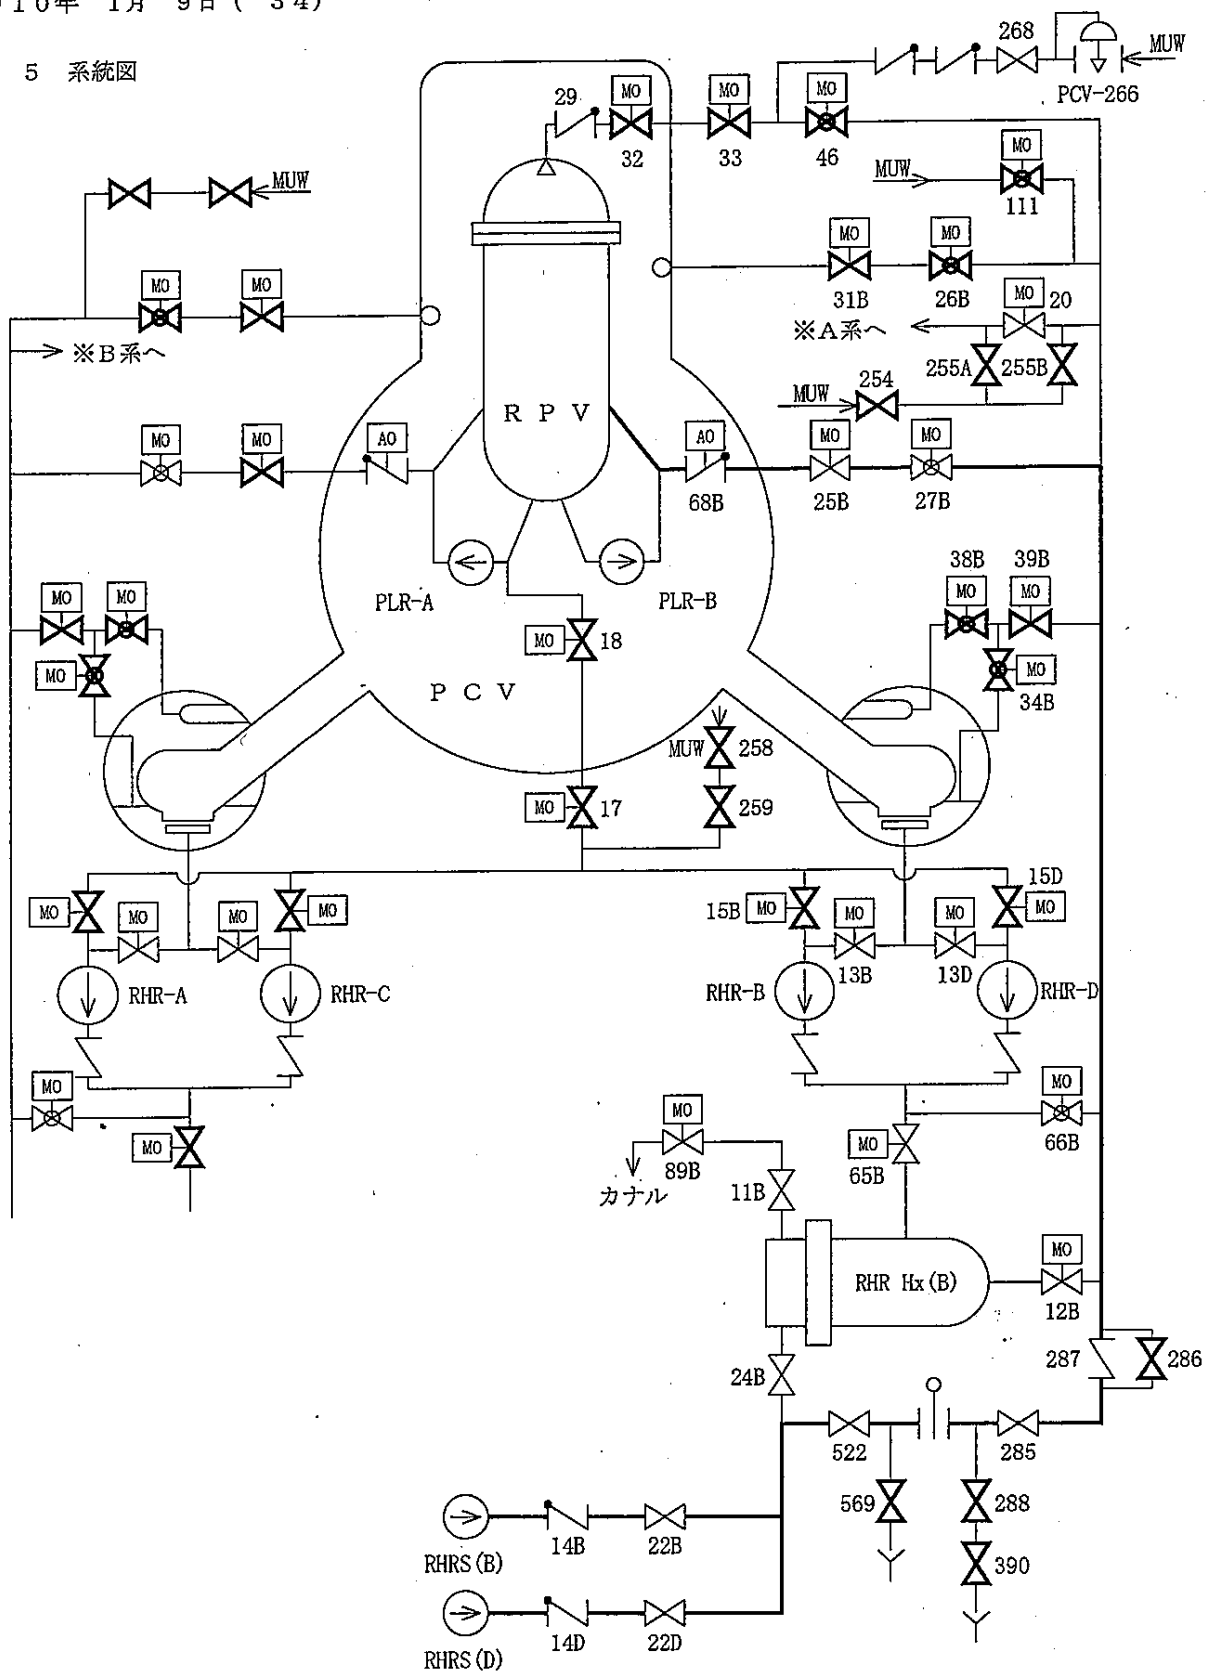 10年 1月 9日 ( 34)
5 系統図
268
MUW
PCV-266
29
MO
MO
MO
32
33
46
MUW
MO
111
MUW
MO
MO
31B
26B
MO
MO
MO
20
※A系へ
※B系へ
255A
255B
MUW
254
RPV
MO
MO
AO
AO
MO
MO
68B
25B
27B
PLR-A
PLR-B
38B
39B
MO
MO
MO
MO
MO
18
MO
MO
34B
PCV
MUW
258
MO
17
259
15D
MO
MO
MO
MO
15B
MO
MO
MO
MO
13B
13D
RHR-A
RHR-C
RHR-B
RHR-D
MO
MO
66B
MO
MO
89B
MO
65B
カナル
11B
RHR Hx(B)
MO
12B
24B
287
286
522
285
569
288
14B
22B
RHRS(B)
390
14D
22D
RHRS(D)